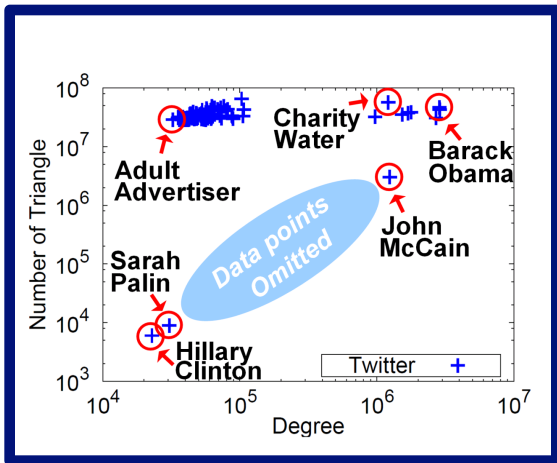 10^8
10^7
10^6
10^5
10^4
10^3
Number of Triangle
Adult
Advertiser
Charity
Water
Barack
Obama
John
McCain
Data points
Omitted
Sarah
Palin
Hillary
Clinton
Twitter
10^4
10^5
10^6
10^7
Degree